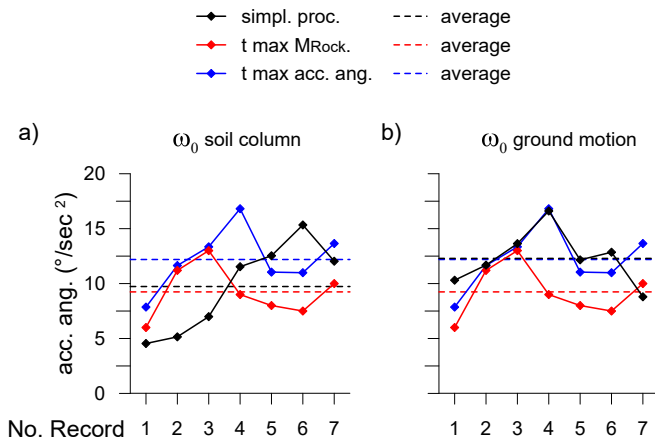 simpl. proc. average
t max MRock. average
t max acc. ang. average
a) ω0 soil column
b) ω0 ground motion
acc. ang. (°/sec 2)
20
15
10
5
0
No. Record 1 2 3 4 5 6 7 1 2 3 4 5 6 7